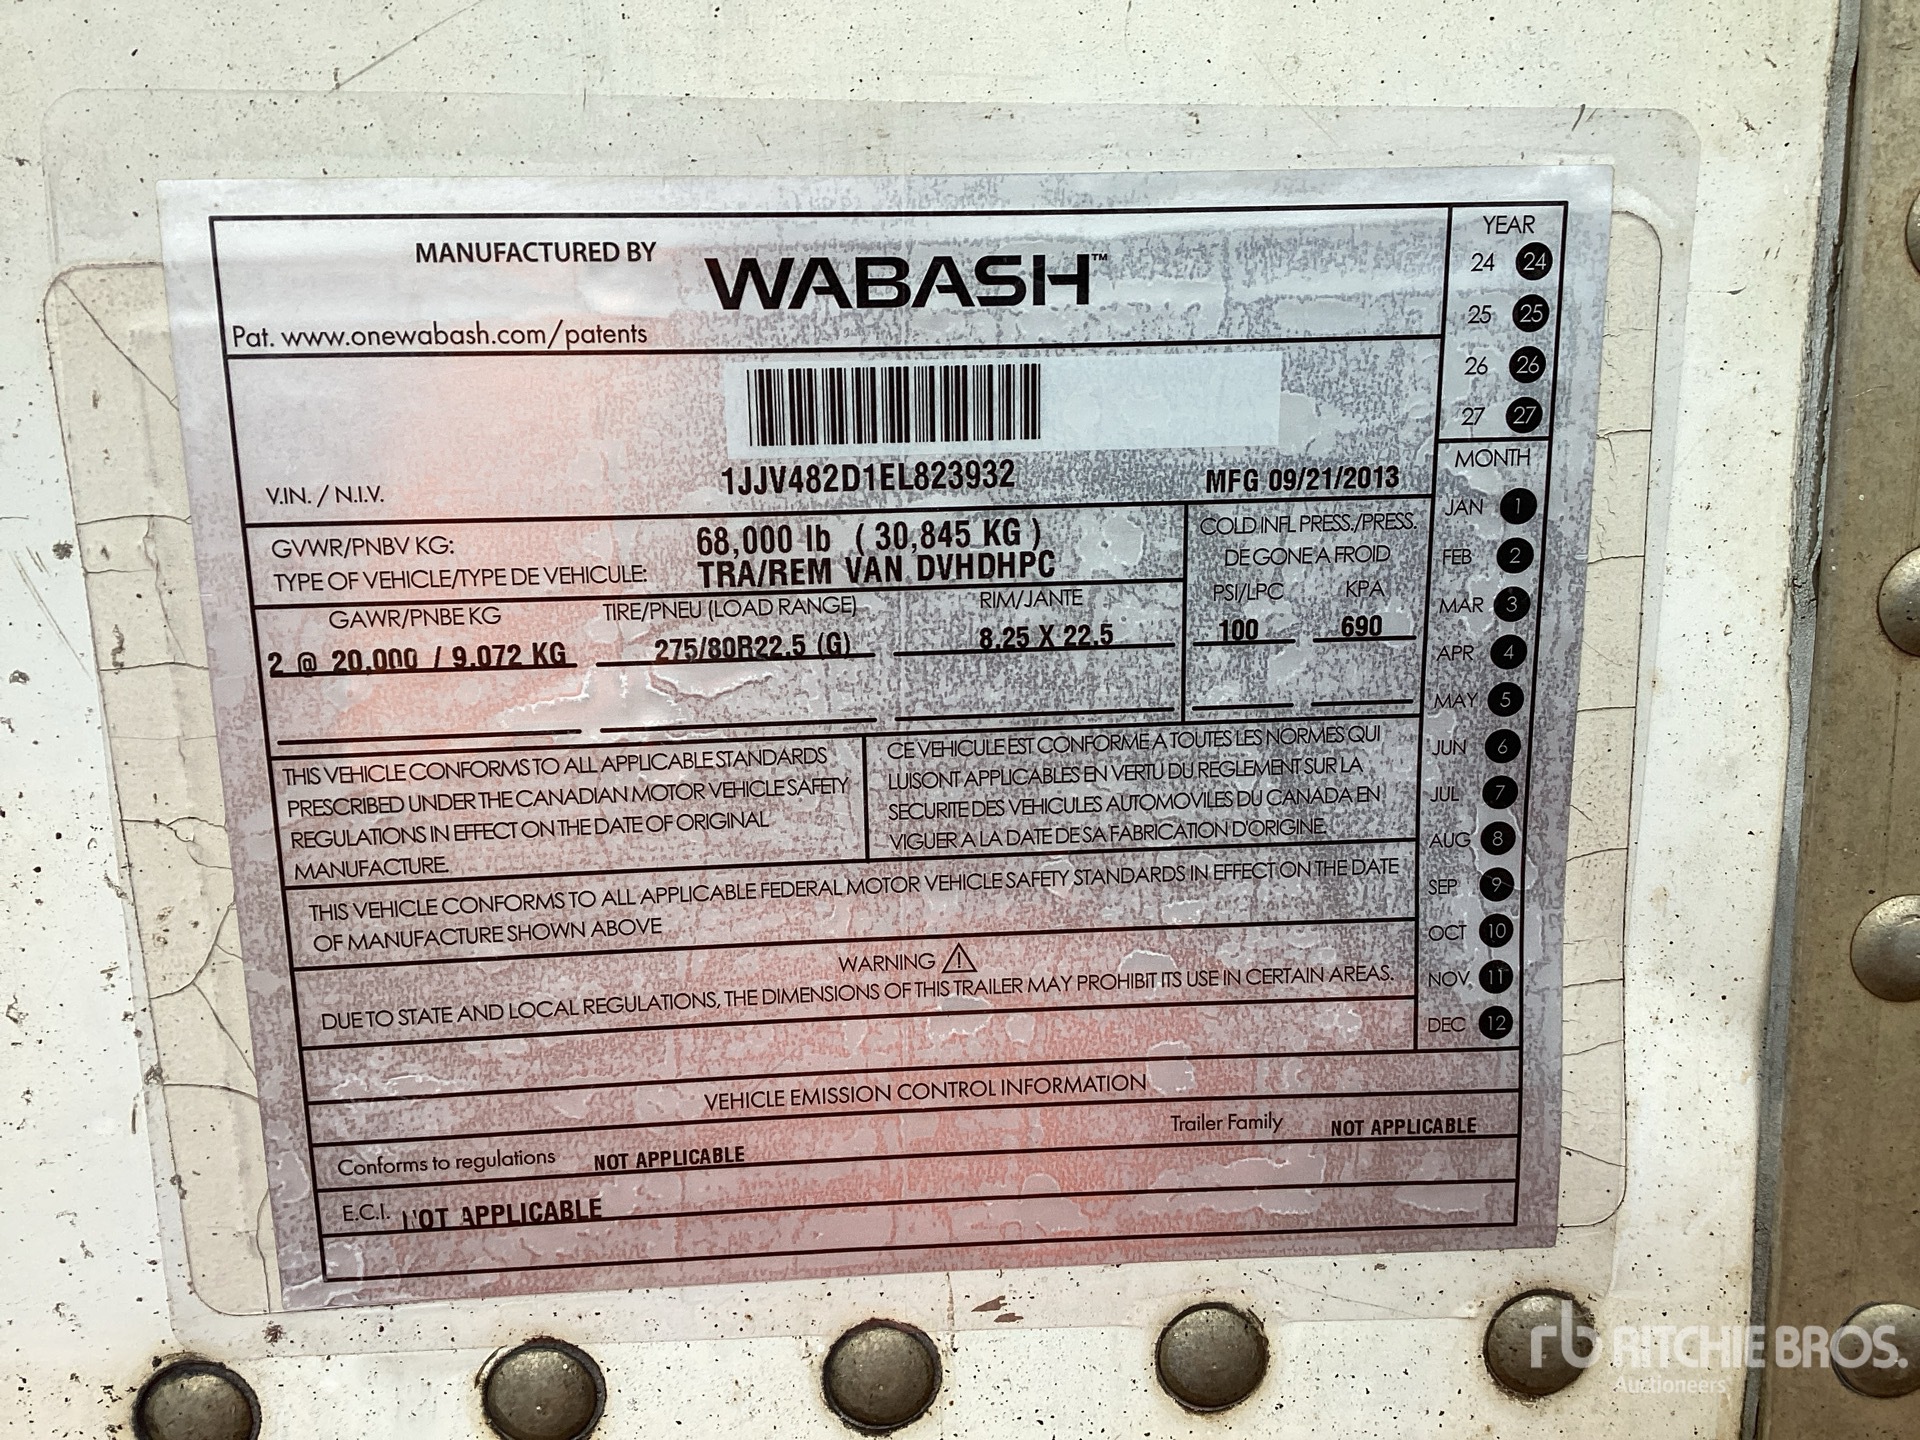 MANUFACTURED BY WABASH™
Pat. www.onewabash.com/patents
V.IN. / N.I.V. 1JJV482D1EL823932 MFG 09/21/2013
GVWR/PNBV KG: 68,000 lb ( 30,845 KG )
TYPE OF VEHICLE/TYPE DE VEHICULE: TRA/REM VAN DVHDHPC
COLD INFL PRESS./PRESS.
DE GONE A FROID
PSI/LPC KPA
GAWR/PNBE KG TIRE/PNEU (LOAD RANGE) RIM/JANTE
2 @ 20,000 / 9,072 KG 275/80R22.5 (G) 8.25 X 22.5 100 690
THIS VEHICLE CONFORMS TO ALL APPLICABLE STANDARDS
PRESCRIBED UNDER THE CANADIAN MOTOR VEHICLE SAFETY
REGULATIONS IN EFFECT ON THE DATE OF ORIGINAL
MANUFACTURE.
CE VEHICULE EST CONFORME A TOUTES LES NORMES QUI
LUISONT APPLICABLES EN VERTU DU REGLEMENT SUR LA
SECURITE DES VEHICULES AUTOMOVILES DU CANADA EN
VIGUER A LA DATE DE SA FABRICATION D'ORIGINE.
THIS VEHICLE CONFORMS TO ALL APPLICABLE FEDERAL MOTOR VEHICLE SAFETY STANDARDS IN EFFECT ON THE DATE
OF MANUFACTURE SHOWN ABOVE
WARNING
DUE TO STATE AND LOCAL REGULATIONS, THE DIMENSIONS OF THIS TRAILER MAY PROHIBIT ITS USE IN CERTAIN AREAS.
VEHICLE EMISSION CONTROL INFORMATION
Trailer Family NOT APPLICABLE
Conforms to regulations NOT APPLICABLE
E.C.I. NOT APPLICABLE
YEAR
24 24
25 25
26 26
27 27
MONTH
JAN 1
FEB 2
MAR 3
APR 4
MAY 5
JUN 6
JUL 7
AUG 8
SEP 9
OCT 10
NOV. 11
DEC 12
rb RITCHIE BROS.
Auctioneers